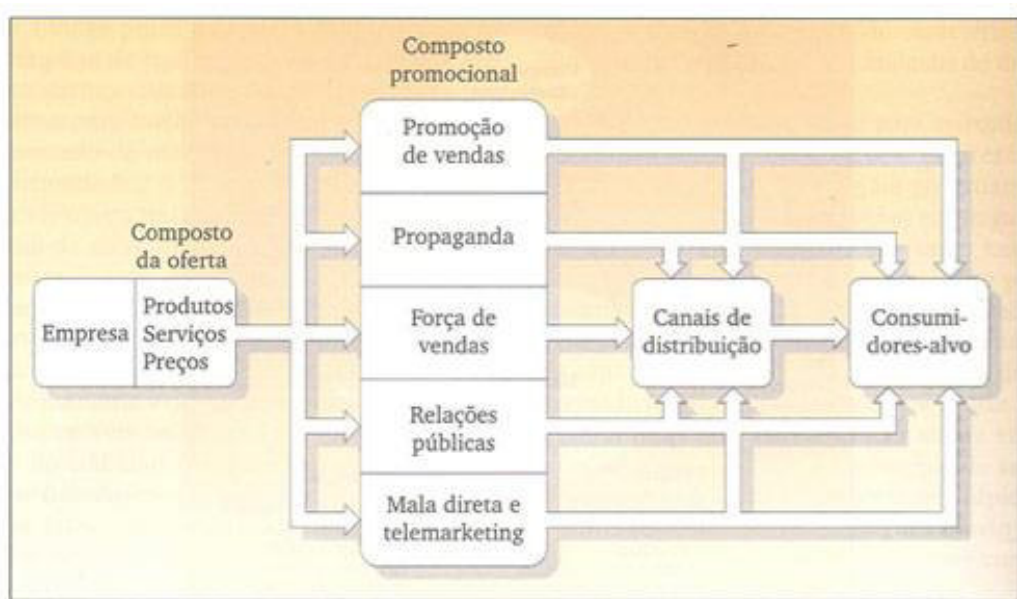 Composto
promocional
Promoção
de vendas
Propaganda
Composto
da oferta
Empresa
Produtos
Serviços
Preços
Força de
vendas
Canais de
distribuição
Consumi-
dores-alvo
Relações
públicas
Mala direta e
telemarketing